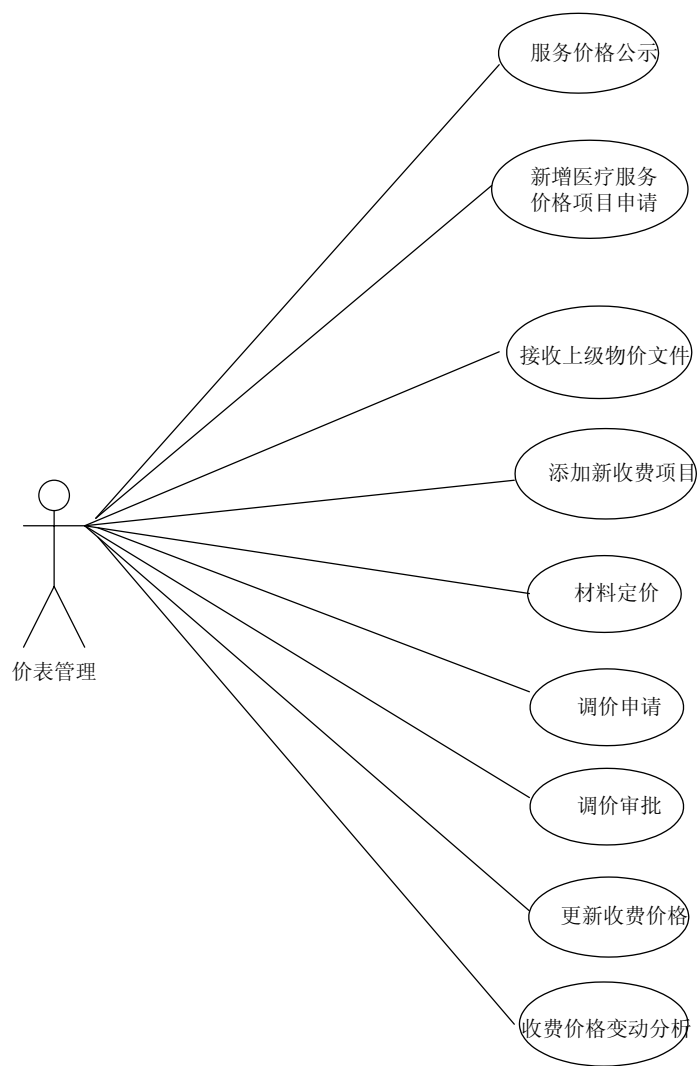 服务价格公示
新增医疗服务
价格项目申请
接收上级物价文件
添加新收费项目
材料定价
价表管理
调价申请
调价审批
更新收费价格
收费价格变动分析